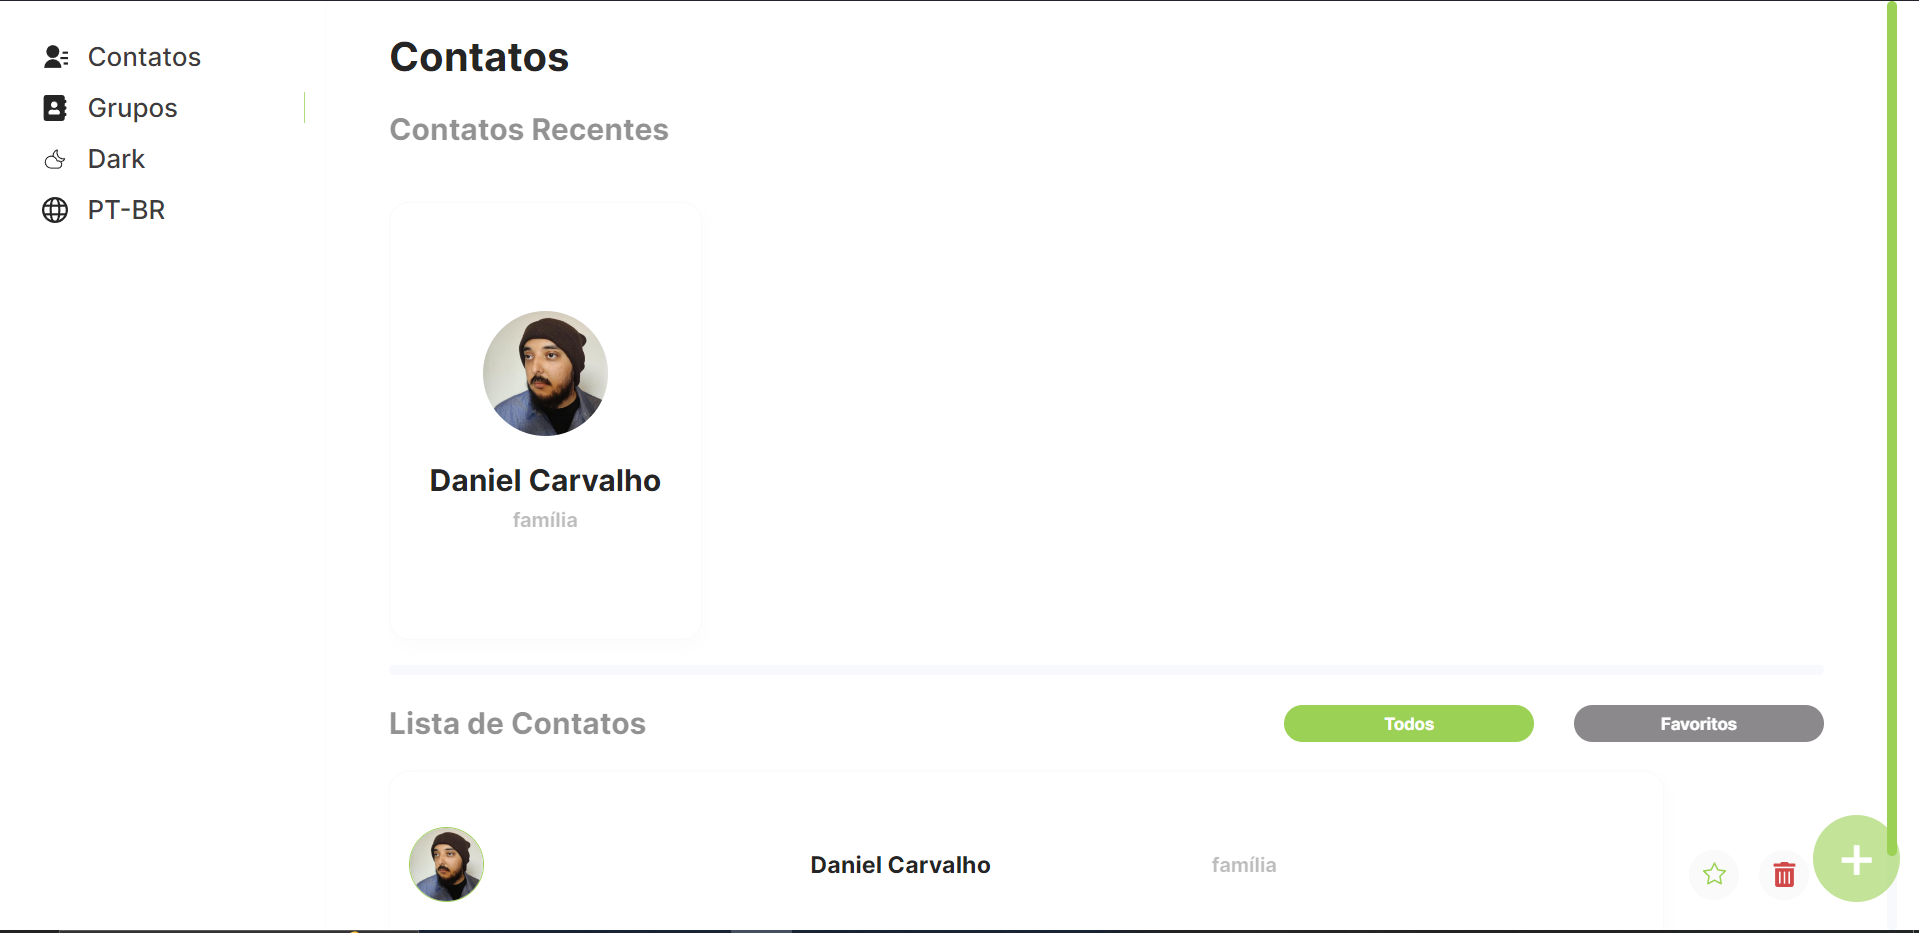 Contatos
Grupos
Dark
PT-BR
Contatos
Contatos Recentes
Daniel Carvalho
família
Lista de Contatos
Todos
Favoritos
Daniel Carvalho
família